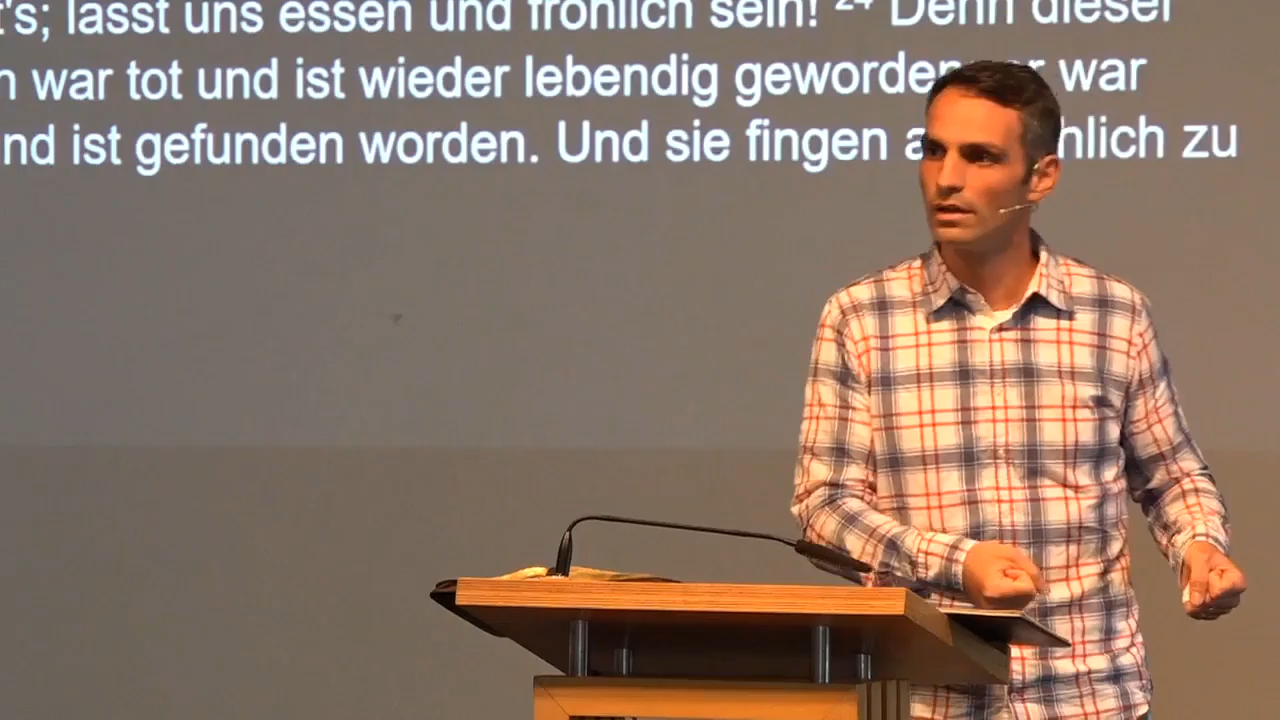 t's; lasst uns essen und fröhlich sein! 24 Denn dieser
n war tot und ist wieder lebendig geworden, er war
nd ist gefunden worden. Und sie fingen a hlich zu